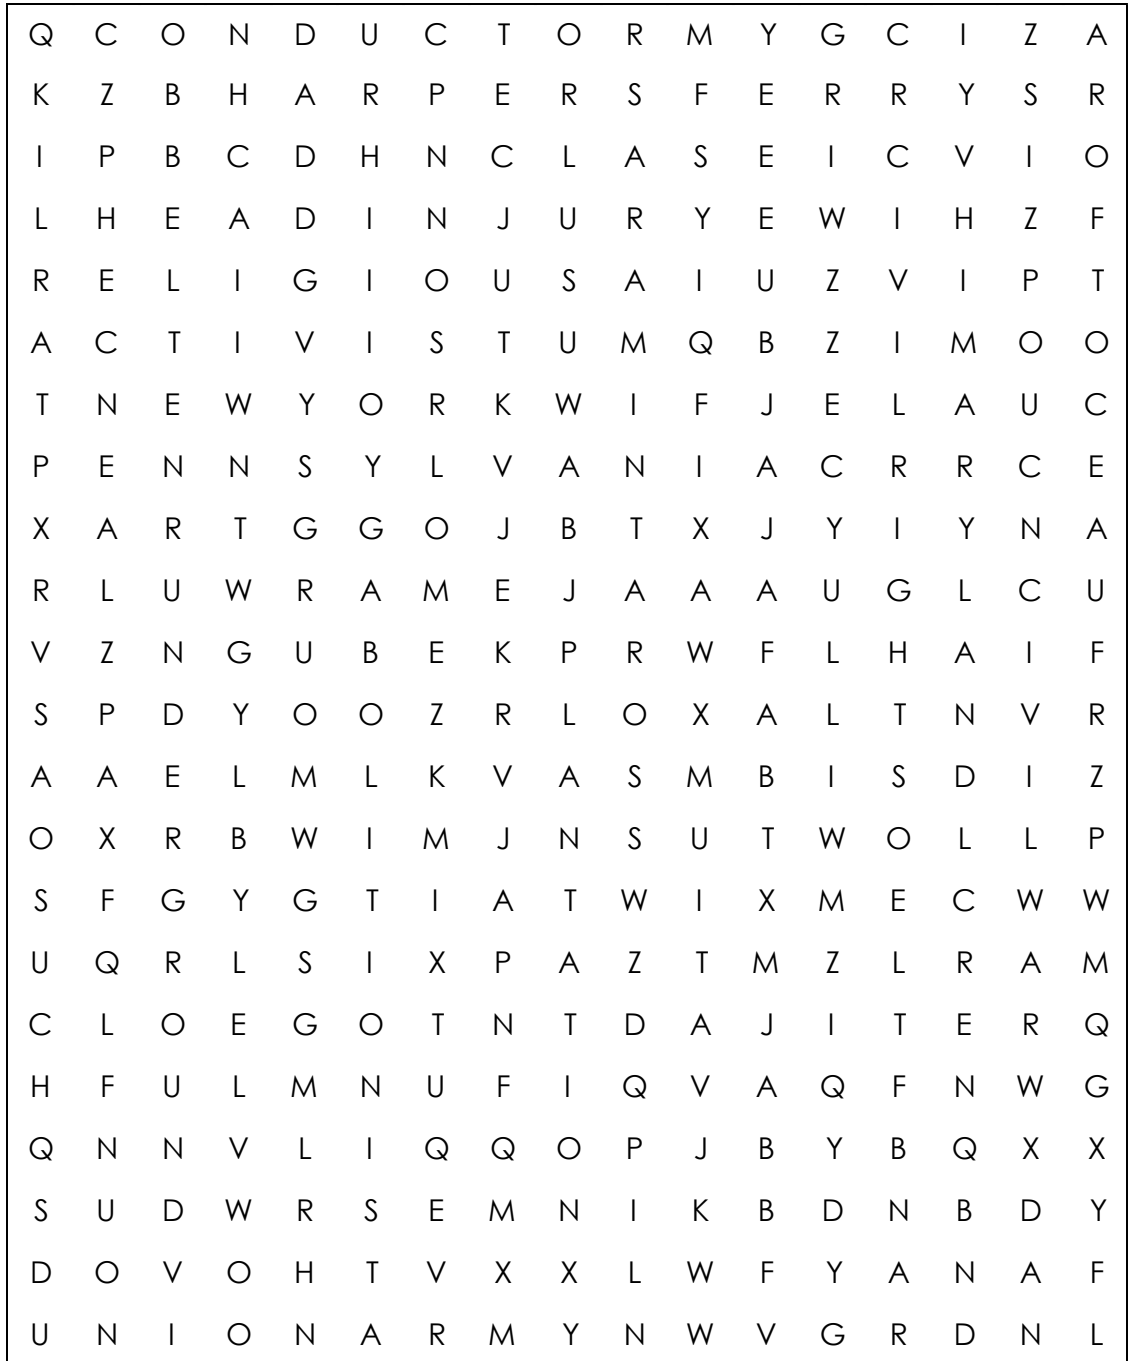 Q C O N D U C T O R M Y G C I Z A
K Z B H A R P E R S F E R R Y S R
I P B C D H N C L A S E I C V I O
L H E A D I N J U R Y E W I H Z F
R E L I G I O U S A I U Z V I P T
A C T I V I S T U M Q B Z I M O O
T N E W Y O R K W I F J E L A U C
P E N N S Y L V A N I A C R R C E
X A R T G G O J B T X J Y I Y N A
R L U W R A M E J A A A U G L C U
V Z N G U B E K P R W F L H A I F
S P D Y O O Z R L O X A L T N V R
A A E L M L K V A S M B I S D I Z
O X R B W I M J N S U T W O L L P
S F G Y G T I A T W I X M E C W W
U Q R L S I X P A Z T M Z L R A M
C L O E G O T N T D A J I T E R Q
H F U L M N U F I Q V A Q F N W G
Q N N V L I Q Q O P J B Y B Q X X
S U D W R S E M N I K B D N B D Y
D O V O H T V X X L W F Y A N A F
U N I O N A R M Y N W V G R D N L